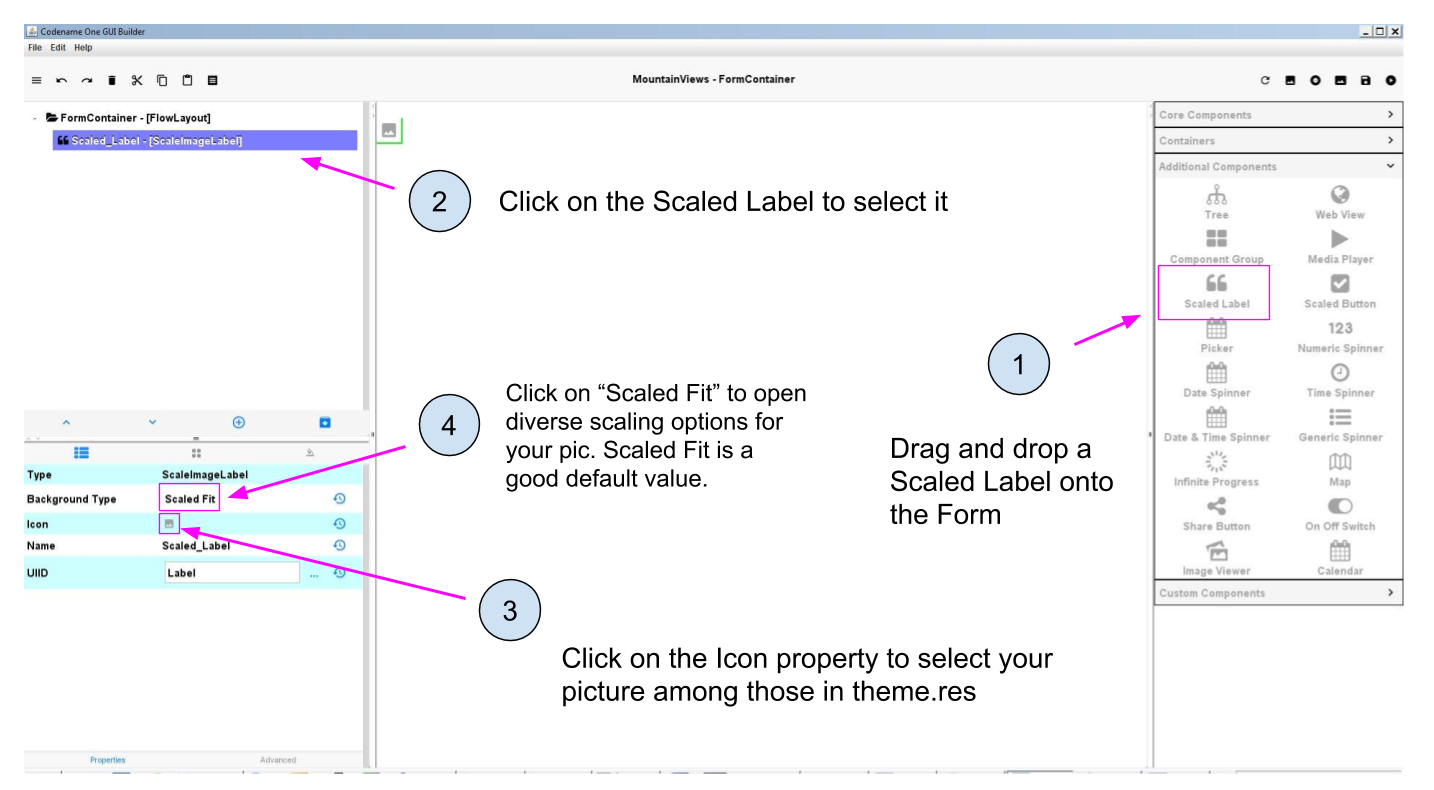 Codename One GUI Builder
File Edit Help
MountainViews - FormContainer
- FormContainer - [FlowLayout]
Scaled_Label - [ScaleImageLabel]
2
Click on the Scaled Label to select it
Core Components
Containers
Additional Components
Tree
Web View
Component Group
Media Player
Scaled Label
Scaled Button
Picker
123
Numeric Spinner
Date Spinner
Time Spinner
Date & Time Spinner
Generic Spinner
Infinite Progress
Map
Share Button
On Off Switch
Image Viewer
Calendar
Custom Components
1
Drag and drop a
Scaled Label onto
the Form
4
Click on “Scaled Fit” to open
diverse scaling options for
your pic. Scaled Fit is a
good default value.
Type ScaleImageLabel
Background Type Scaled Fit
Icon
Name Scaled_Label
UIID Label ...
3
Click on the Icon property to select your
picture among those in theme.res
Properties Advanced